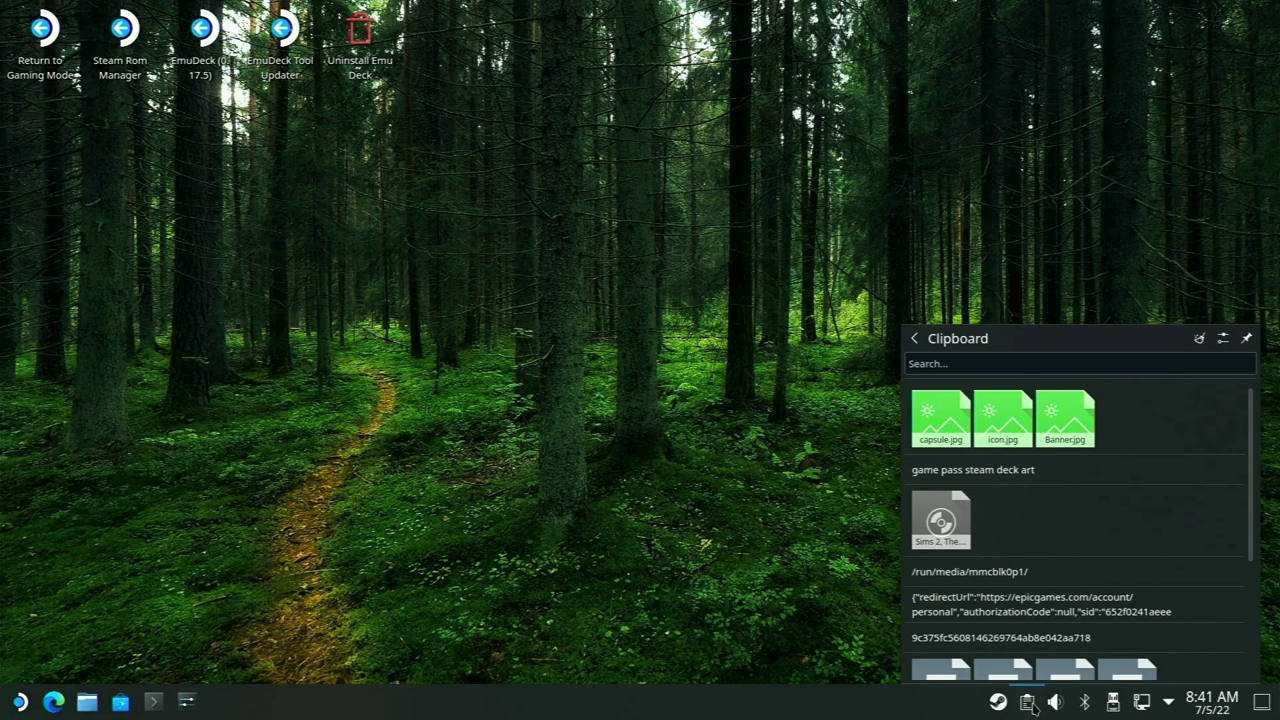 Return to
Gaming Mode
Steam Rom
Manager
EmuDeck (0.
17.5)
EmuDeck Tool
Updater
Uninstall Emu
Deck
Clipboard
Search...
capsule.jpg
icon.jpg
Banner.jpg
game pass steam deck art
Sims 2, The....
/run/media/mmcblk0p1/
{"redirectUrl":"https://epicgames.com/account/
personal","authorizationCode":null,"sid":"652f0241aeee
9c375fc5608146269764ab8e042aa718
8:41 AM
7/5/22